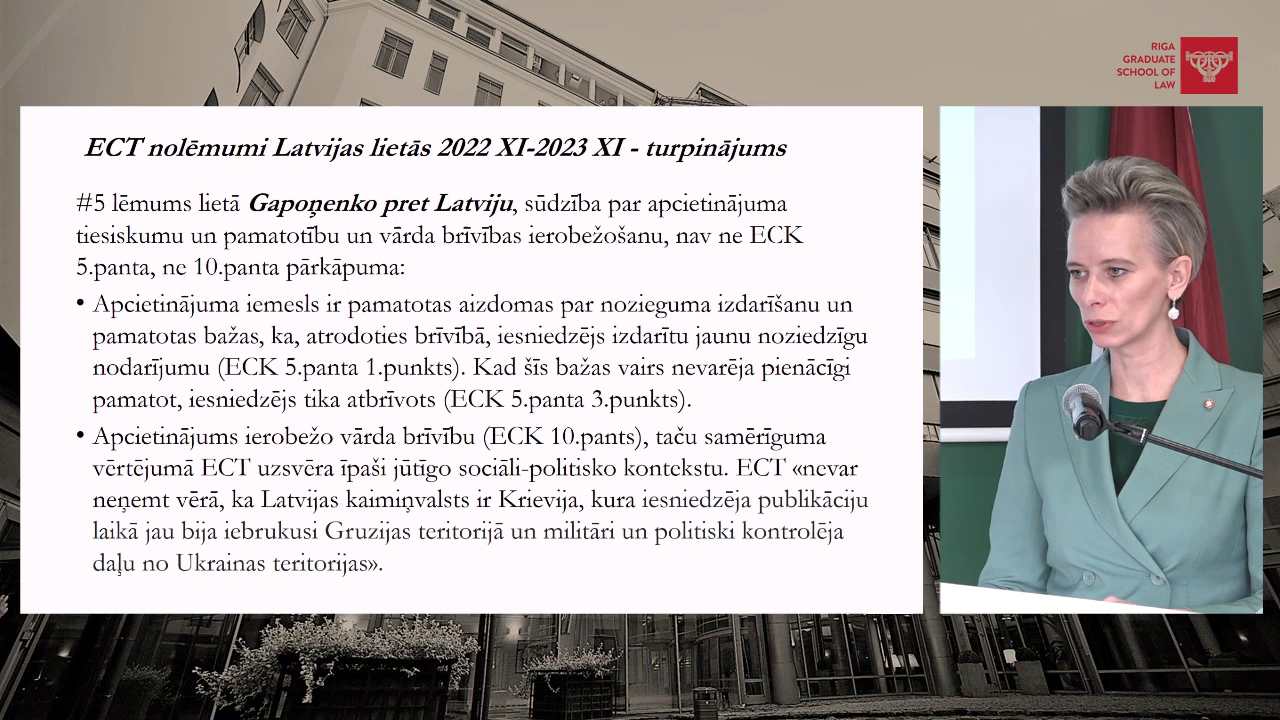 RIGA
GRADUATE
SCHOOL OF
LAW
ECT nolēmumi Latvijas lietās 2022 XI-2023 XI - turpinājums
#5 lēmums lietā Gapoņenko pret Latviju, sūdzība par apcietinājuma
tiesiskumu un pamatotību un vārda brīvības ierobežošanu, nav ne ECK
5.panta, ne 10.panta pārkāpuma:
• Apcietinājuma iemesls ir pamatotas aizdomas par nozieguma izdarīšanu un
pamatotas bažas, ka, atrodoties brīvībā, iesniedzējs izdarītu jaunu noziedzīgu
nodarījumu (ECK 5.panta 1.punkts). Kad šīs bažas vairs nevarēja pienācīgi
pamatot, iesniedzējs tika atbrīvots (ECK 5.panta 3.punkts).
• Apcietinājums ierobežo vārda brīvību (ECK 10.pants), taču samērīguma
vērtējumā ECT uzsvēra īpaši jūtīgo sociāli-politisko kontekstu. ECT «nevar
neņemt vērā, ka Latvijas kaimiņvalsts ir Krievija, kura iesniedzēja publikāciju
laikā jau bija iebrukusi Gruzijas teritorijā un militāri un politiski kontrolēja
daļu no Ukrainas teritorijas».